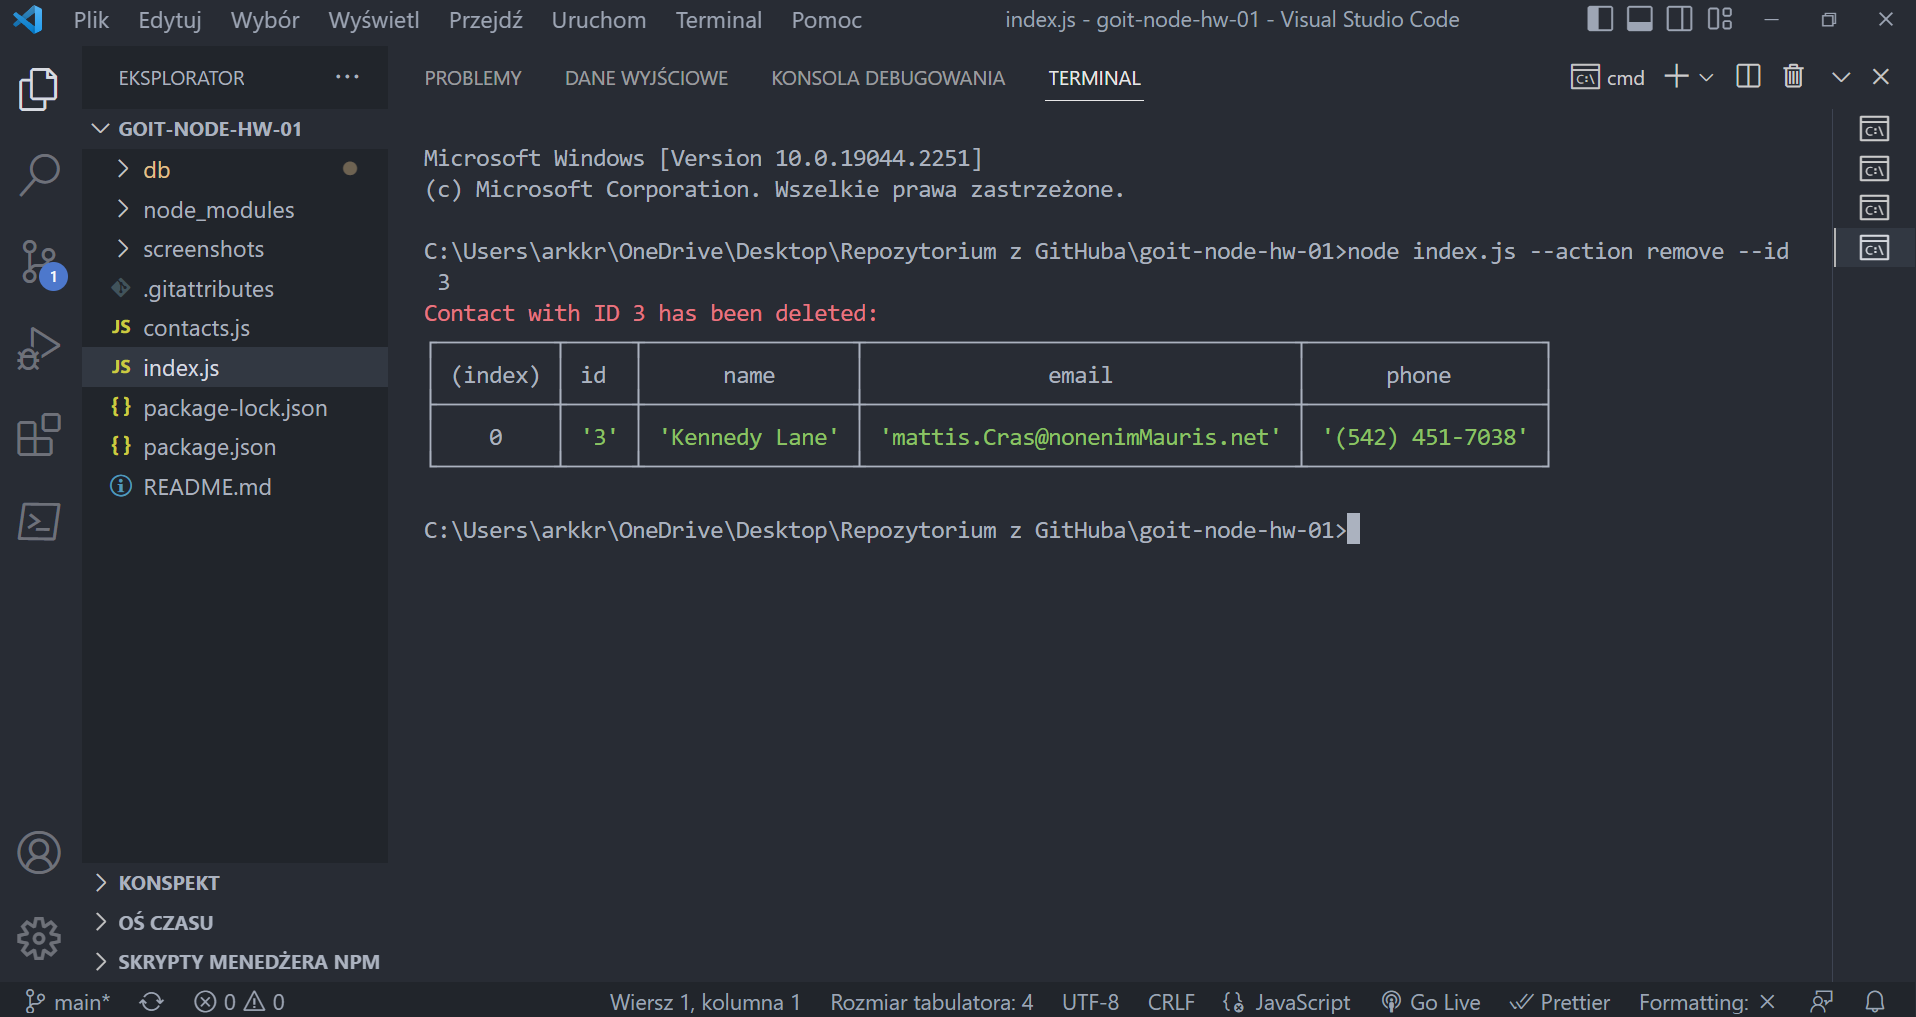 Plik Edytuj Wybór Wyświetl Przejdź Uruchom Terminal Pomoc
index.js - goit-node-hw-01 - Visual Studio Code
EKSPLORATOR
GOIT-NODE-HW-01
db
node_modules
screenshots
.gitattributes
JS contacts.js
JS index.js
{} package-lock.json
{} package.json
README.md
KONSPEKT
OŚ CZASU
SKRYPTY MENEDŻERA NPM
1
PROBLEMY DANE WYJŚCIOWE KONSOLA DEBUGOWANIA TERMINAL
C:\ cmd
C:\
C:\
C:\
C:\
Microsoft Windows [Version 10.0.19044.2251]
(c) Microsoft Corporation. Wszelkie prawa zastrzeżone.
C:\Users\arkkr\OneDrive\Desktop\Repozytorium z GitHuba\goit-node-hw-01>node index.js --action remove --id
3
Contact with ID 3 has been deleted:
(index) id name email phone
0 '3' 'Kennedy Lane' 'mattis.Cras@nonenimMauris.net' '(542) 451-7038'
C:\Users\arkkr\OneDrive\Desktop\Repozytorium z GitHuba\goit-node-hw-01>
main* 0 0 Wiersz 1, kolumna 1 Rozmiar tabulatora: 4 UTF-8 CRLF JavaScript Go Live Prettier Formatting: ×